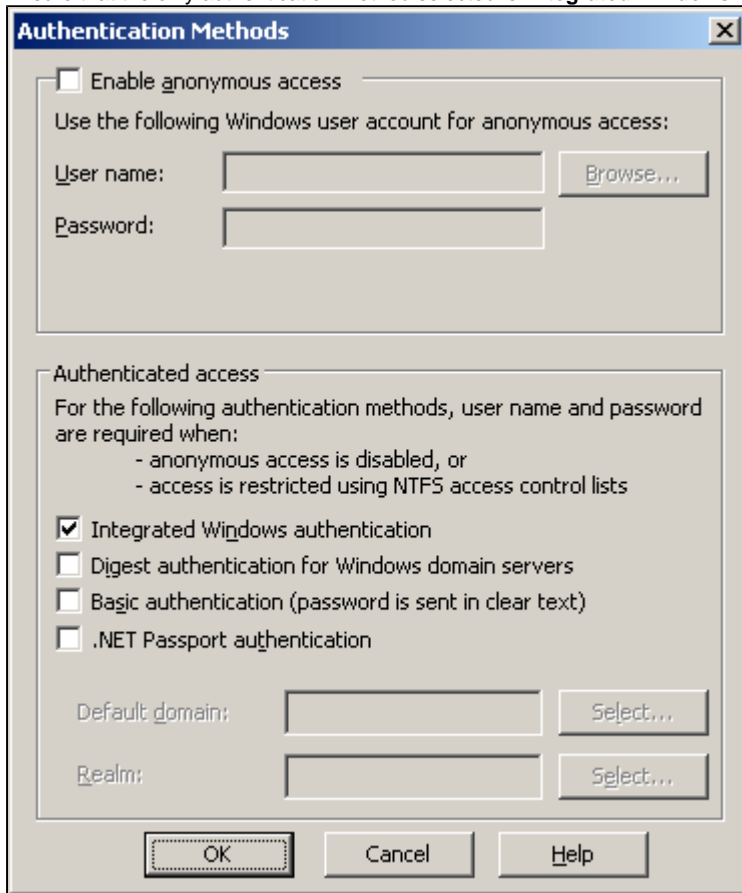 Authentication Methods
Enable anonymous access
Use the following Windows user account for anonymous access:
User name:
Browse...
Password:
Authenticated access
For the following authentication methods, user name and password
are required when:
- anonymous access is disabled, or
- access is restricted using NTFS access control lists
Integrated Windows authentication
Digest authentication for Windows domain servers
Basic authentication (password is sent in clear text)
.NET Passport authentication
Default domain:
Select...
Realm:
Select...
OK
Cancel
Help